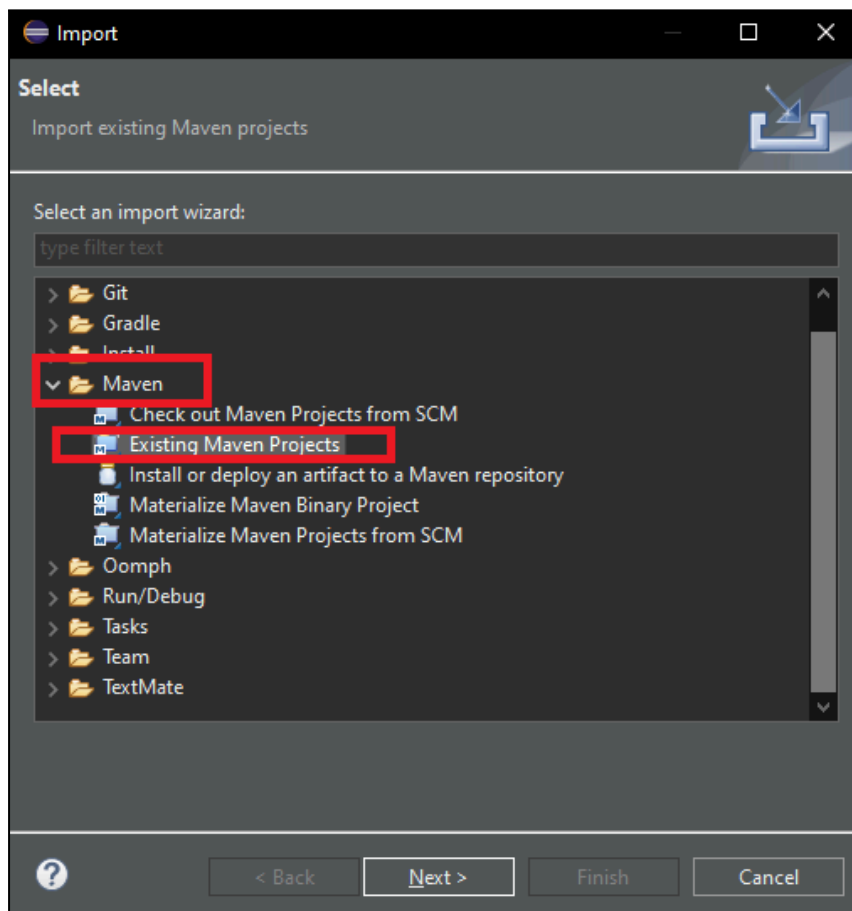 Import
Select
Import existing Maven projects
Select an import wizard:
type filter text
Git
Gradle
Install
Maven
Check out Maven Projects from SCM
Existing Maven Projects
Install or deploy an artifact to a Maven repository
Materialize Maven Binary Project
Materialize Maven Projects from SCM
Oomph
Run/Debug
Tasks
Team
TextMate
< Back Next > Finish Cancel